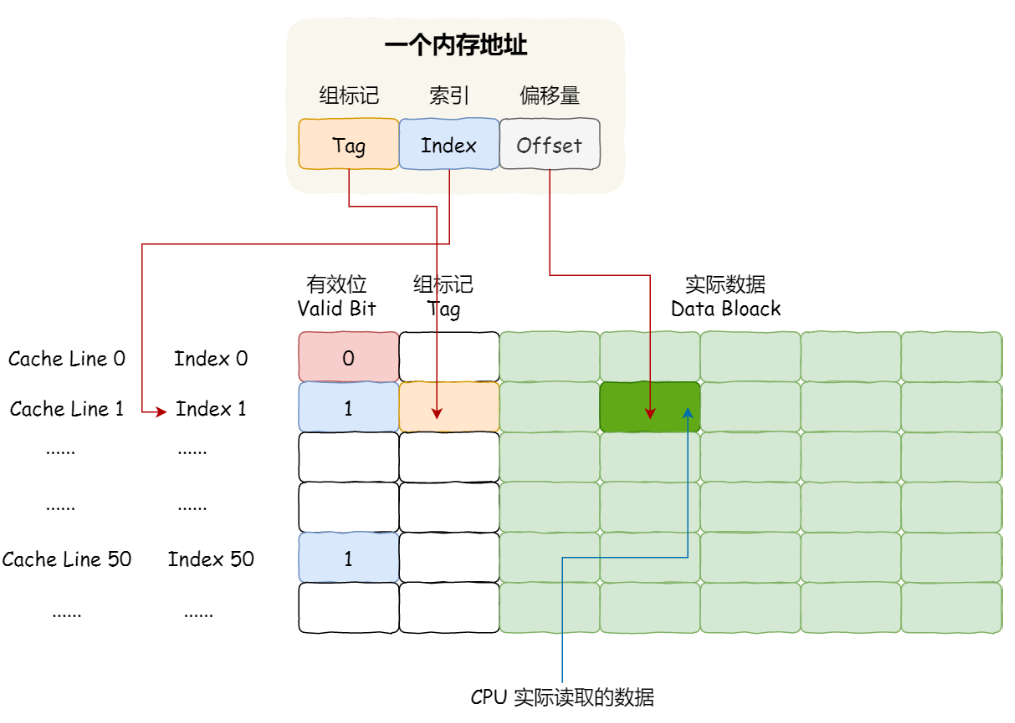 一个内存地址
组标记 索引 偏移量
Tag Index Offset
有效位 组标记 实际数据
Valid Bit Tag Data Bloack
Cache Line 0 Index 0 0
Cache Line 1 Index 1 1
...... ......
...... ......
Cache Line 50 Index 50 1
...... ......
CPU 实际读取的数据